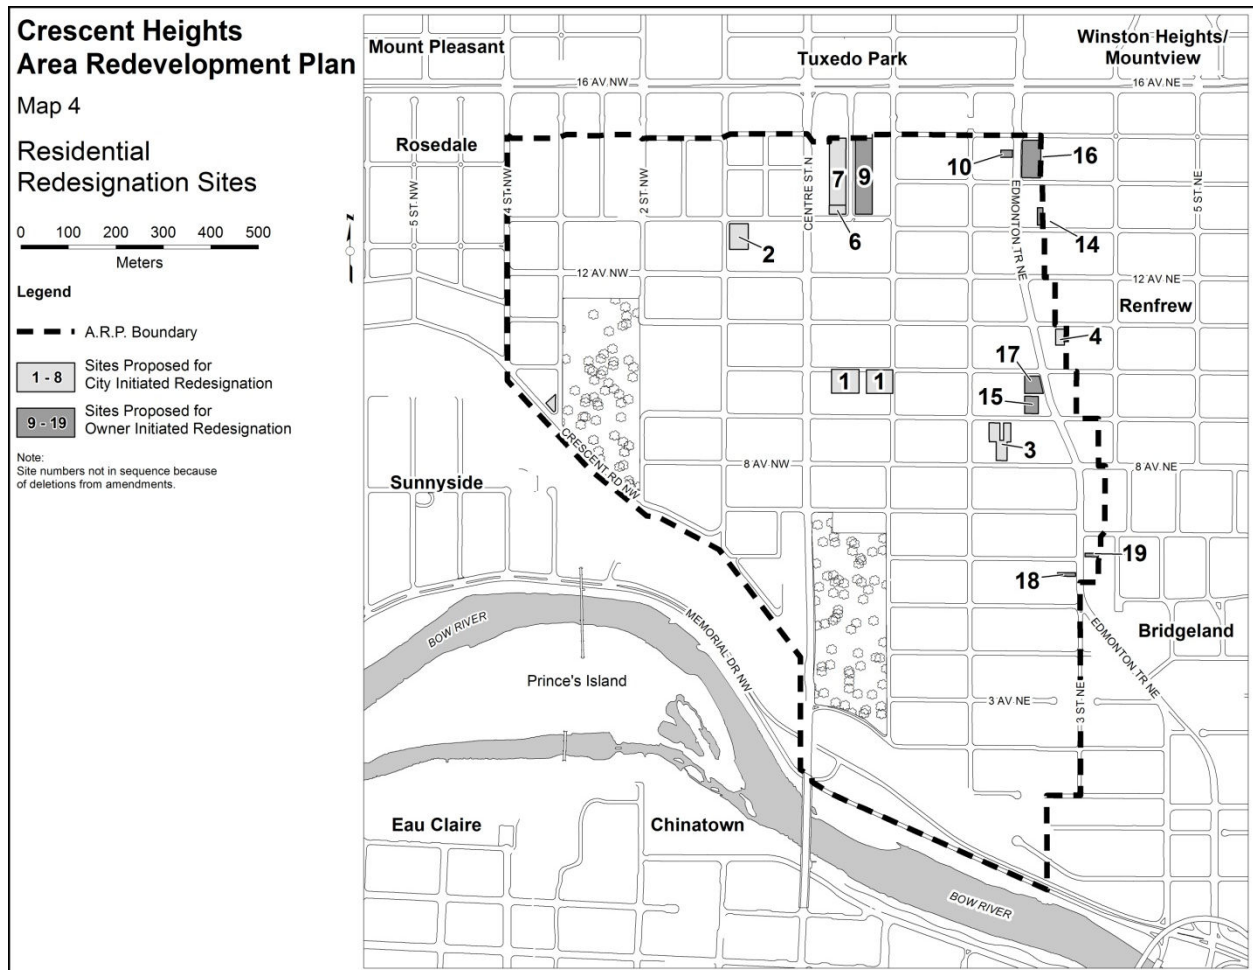 Crescent Heights
Area Redevelopment Plan
Map 4
Residential
Redesignation Sites
0 100 200 300 400 500
Meters
Legend
A.R.P. Boundary
1 - 8
Sites Proposed for
City Initiated Redesignation
9 - 19
Sites Proposed for
Owner Initiated Redesignation
Note:
Site numbers not in sequence because
of deletions from amendments.
N
Mount Pleasant
Tuxedo Park
Winston Heights/
Mountview
16 AV NW
16 AV NE
Rosedale
5 ST NW
4 ST NW
2 ST NW
CENTRE ST N
EDMONTON TR NE
5 ST NE
7
9
10
16
6
2
14
12 AV NW
12 AV NE
Renfrew
4
17
1
1
15
3
CRESCENT RD NW
8 AV NW
8 AV NE
Sunnyside
19
18
BOW RIVER
MEMORIAL DR NW
EDMONTON TR NE
Bridgeland
Prince's Island
3 AV NE
3 ST NE
Eau Claire
Chinatown
BOW RIVER